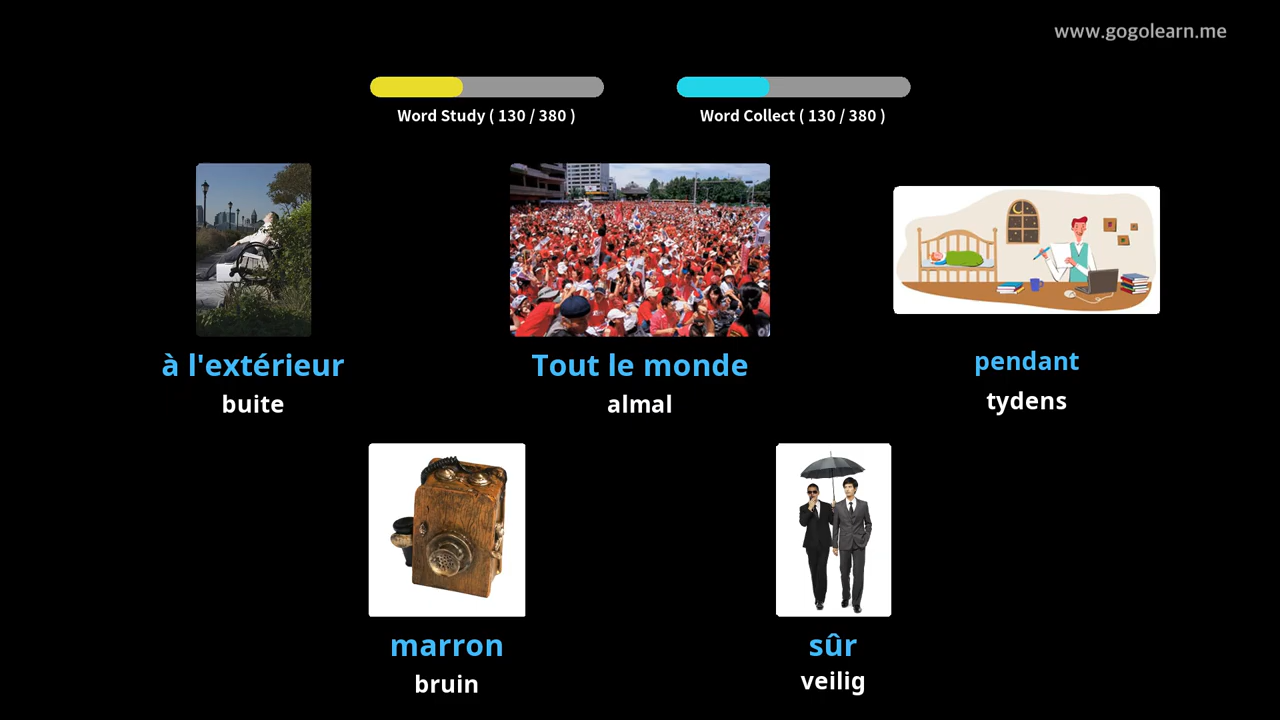 www.gogolearn.me
Word Study ( 130 / 380 )
Word Collect ( 130 / 380 )
à l'extérieur
buite
Tout le monde
almal
pendant
tydens
marron
bruin
sûr
veilig